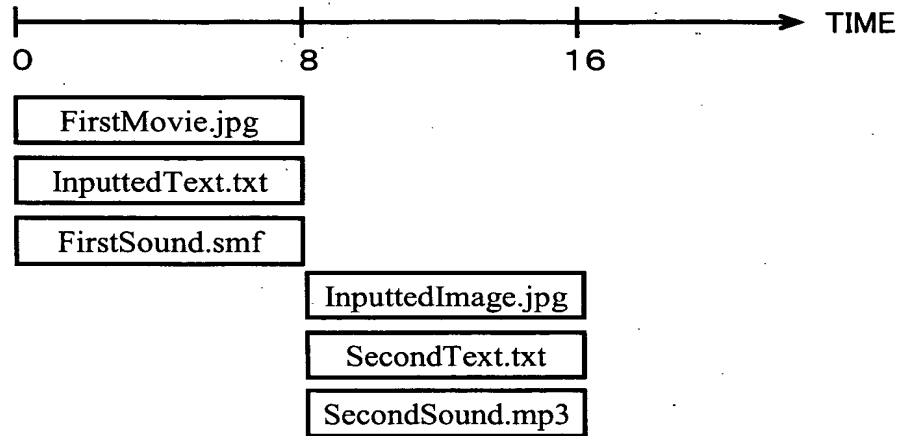 TIME
0 8 16
FirstMovie.jpg
InputtedText.txt
FirstSound.smf
InputtedImage.jpg
SecondText.txt
SecondSound.mp3